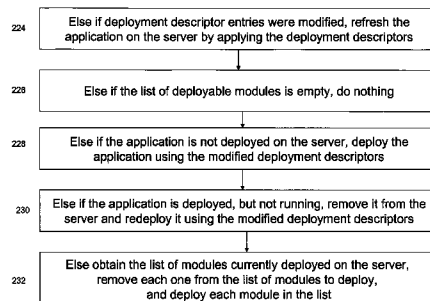 224
Else if deployment descriptor entries were modified, refresh the
application on the server by applying the deployment descriptors
226
Else if the list of deployable modules is empty, do nothing
228
Else if the application is not deployed on the server, deploy the
application using the modified deployment descriptors
230
Else if the application is deployed, but not running, remove it from the
server and redeploy it using the modified deployment descriptors
232
Else obtain the list of modules currently deployed on the server,
remove each one from the list of modules to deploy,
and deploy each module in the list